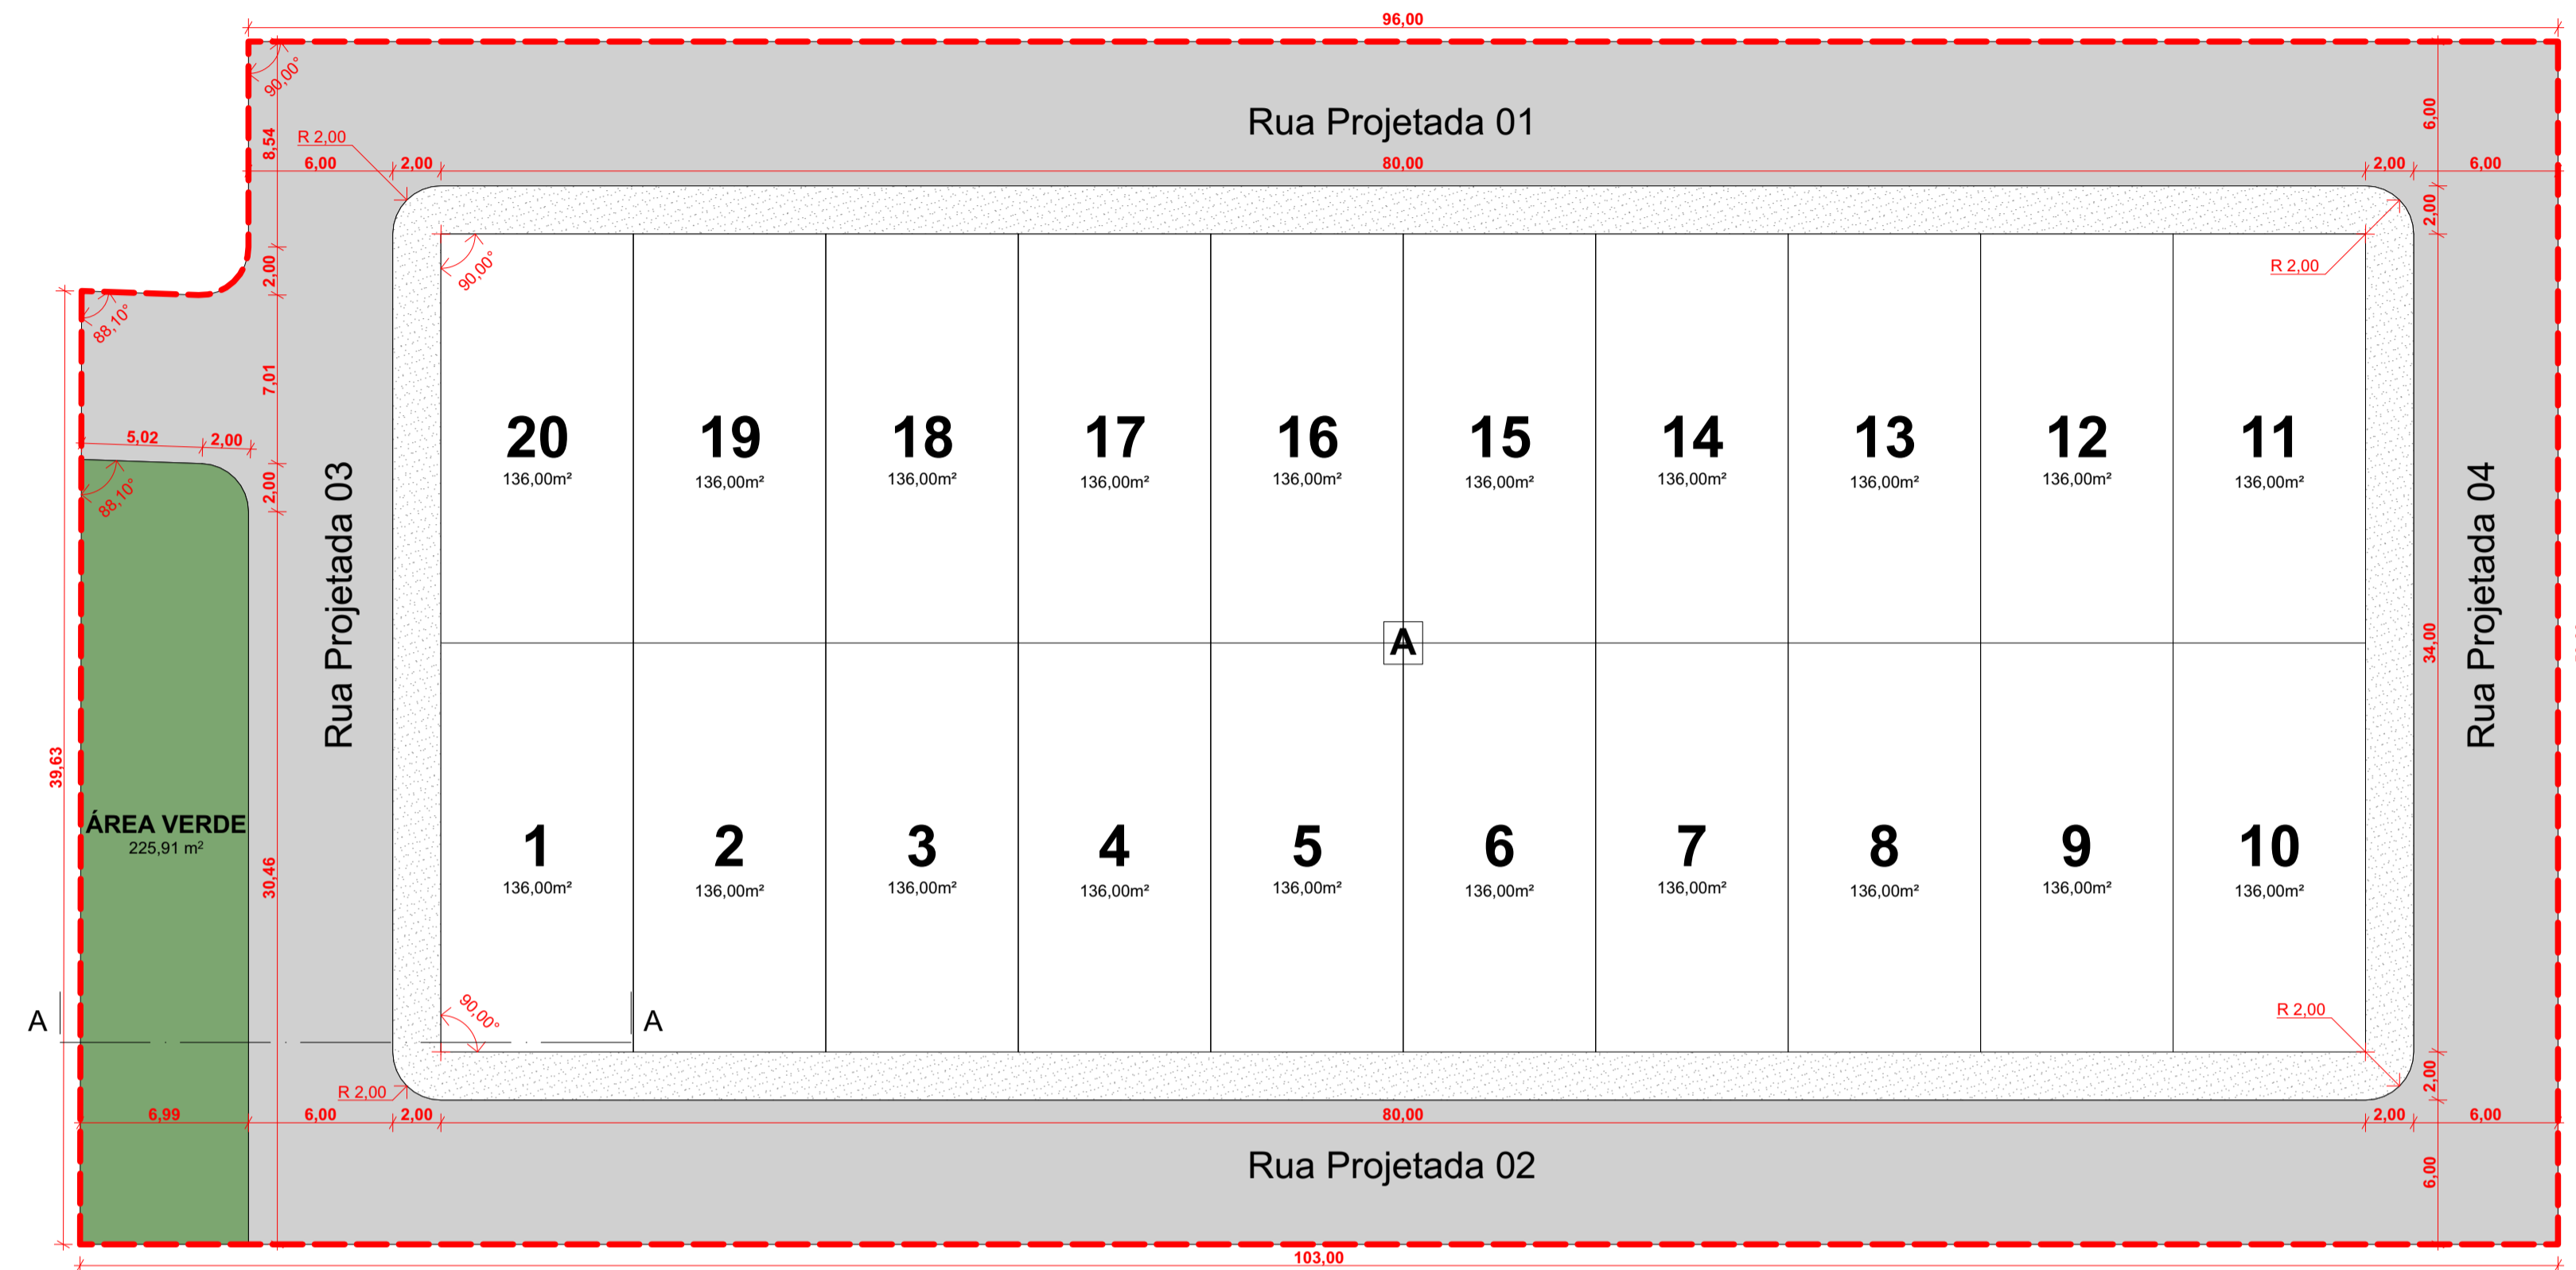 96,00
90,00°
8,54
R 2,00
6,00
2,00
Rua Projetada 01
80,00
2,00
6,00
6,00
2,00
2,00
90,00°
R 2,00
88,10°
7,01
5,02
2,00
88,10°
2,00
Rua Projetada 03
20
136,00m²
19
136,00m²
18
136,00m²
17
136,00m²
16
136,00m²
15
136,00m²
14
136,00m²
13
136,00m²
12
136,00m²
11
136,00m²
Rua Projetada 04
A
34,00
39,63
ÁREA VERDE
225,91 m²
30,46
1
136,00m²
2
136,00m²
3
136,00m²
4
136,00m²
5
136,00m²
6
136,00m²
7
136,00m²
8
136,00m²
9
136,00m²
10
136,00m²
A
A
90,00°
R 2,00
R 2,00
2,00
6,99
6,00
2,00
80,00
2,00
6,00
Rua Projetada 02
6,00
103,00